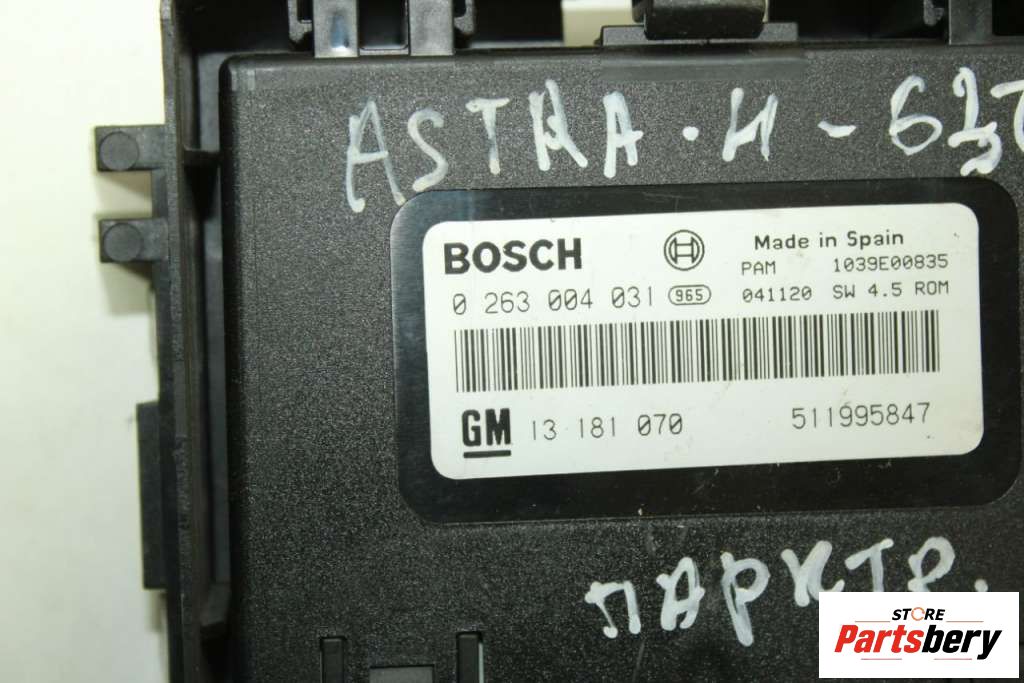 ASTRA-H-
BOSCH Made in Spain
PAM 1039E00835
0 263 004 031 965 041120 SW 4.5 ROM
GM 13 181 070 511995847
ПАРКТР.
STORE
Partsbery